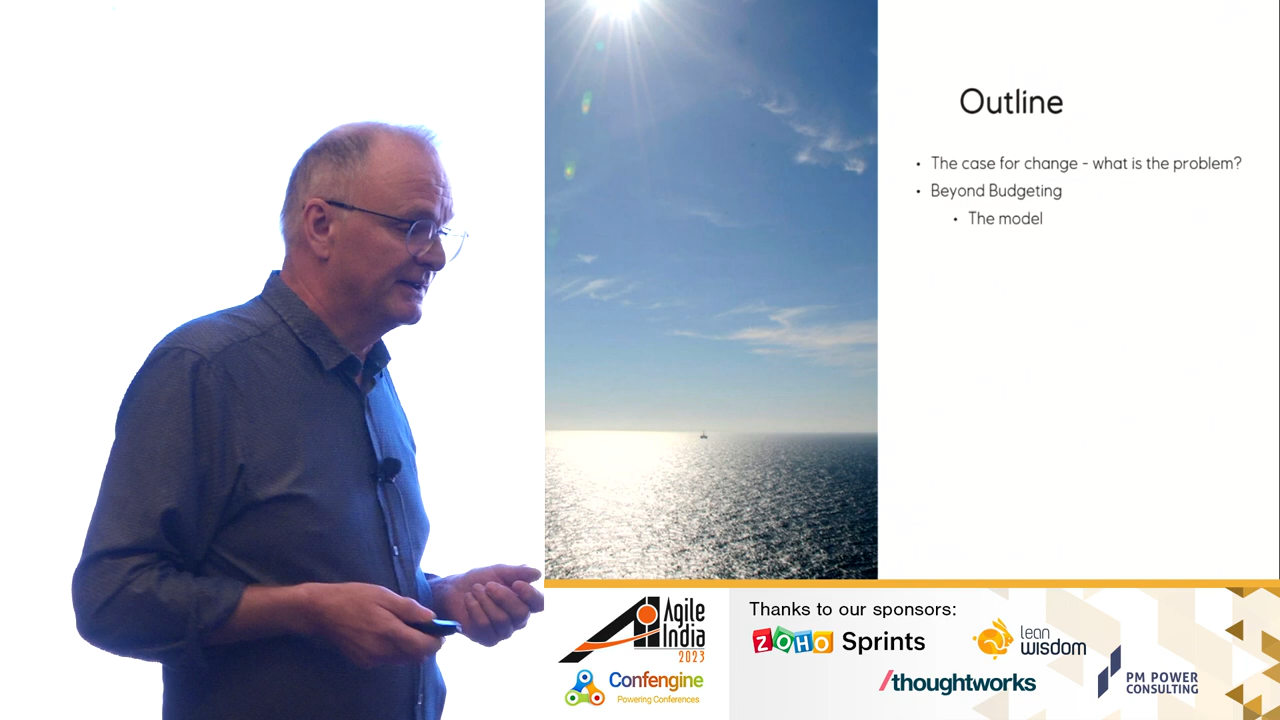 Outline
• The case for change - what is the problem?
• Beyond Budgeting
• The model
Agile
India
2023
Confengine
Powering Conferences
Thanks to our sponsors:
ZOHO Sprints
lean
wisdom
/thoughtworks
PM POWER
CONSULTING